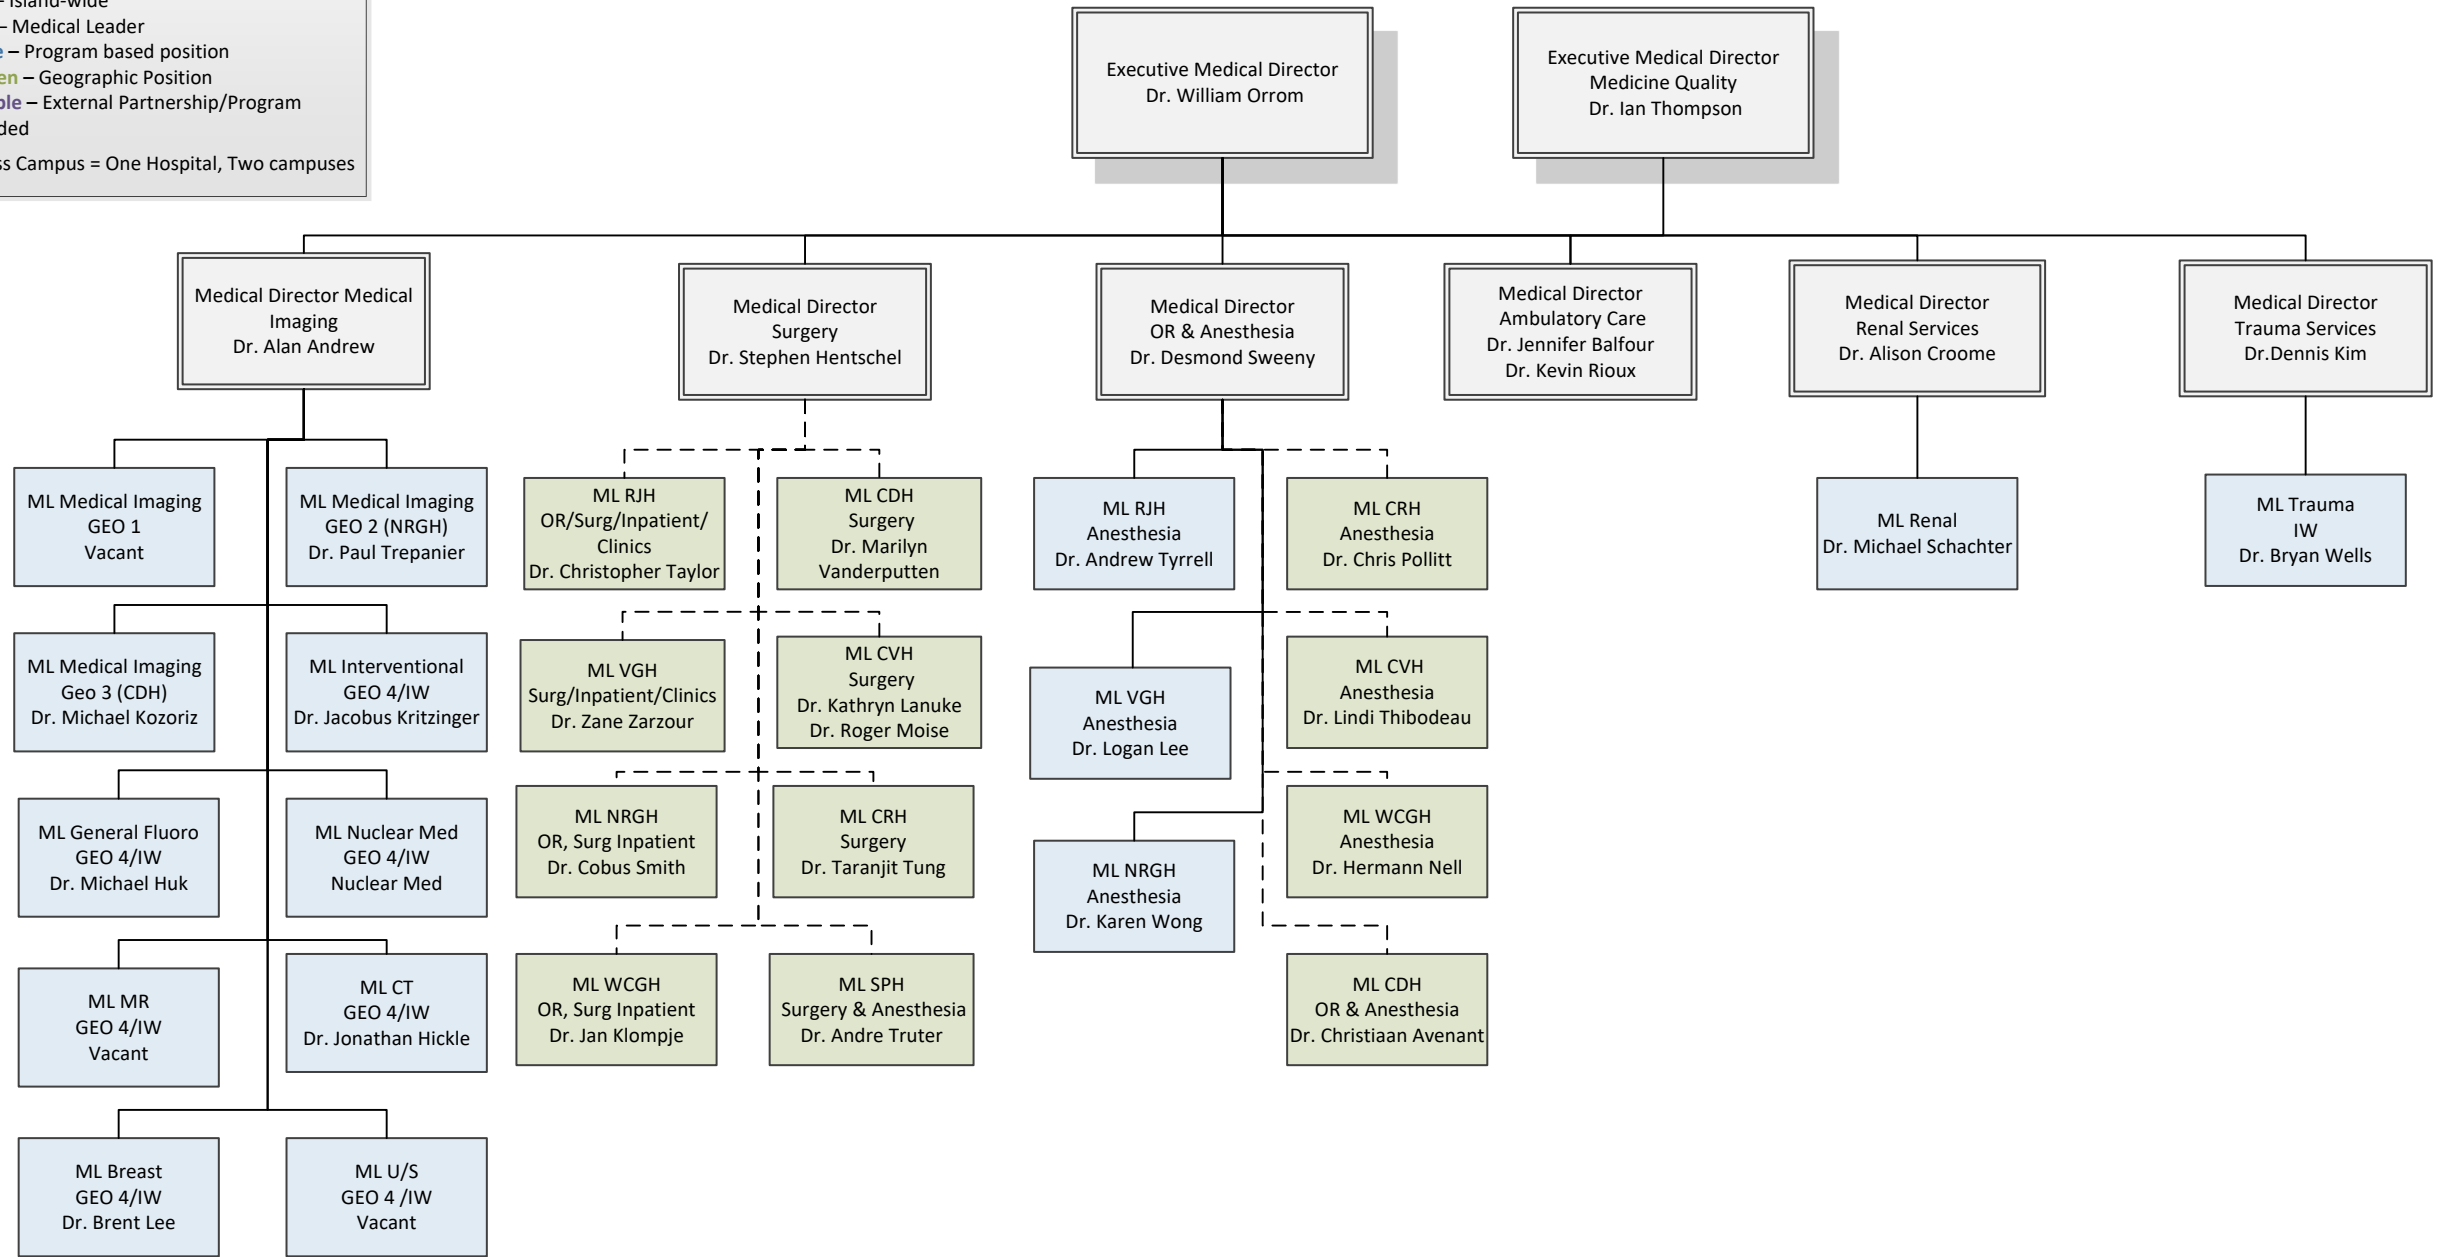 – Island-wide
– Medical Leader
– Program based position
– Geographic Position
– External Partnership/Program
Campus = One Hospital, Two campuses
Executive Medical Director
Dr. William Orrom
Executive Medical Director
Medicine Quality
Dr. Ian Thompson
Medical Director Medical
Imaging
Dr. Alan Andrew
Medical Director
Surgery
Dr. Stephen Hentschel
Medical Director
OR & Anesthesia
Dr. Desmond Sweeny
Medical Director
Ambulatory Care
Dr. Jennifer Balfour
Dr. Kevin Rioux
Medical Director
Renal Services
Dr. Alison Croome
Medical Director
Trauma Services
Dr.Dennis Kim
ML Medical Imaging
GEO 1
Vacant
ML Medical Imaging
GEO 2 (NRGH)
Dr. Paul Trepanier
ML RJH
OR/Surg/Inpatient/
Clinics
Dr. Christopher Taylor
ML CDH
Surgery
Dr. Marilyn
Vanderputten
ML RJH
Anesthesia
Dr. Andrew Tyrrell
ML CRH
Anesthesia
Dr. Chris Pollitt
ML Renal
Dr. Michael Schachter
ML Trauma
IW
Dr. Bryan Wells
ML Medical Imaging
Geo 3 (CDH)
Dr. Michael Kozoriz
ML Interventional
GEO 4/IW
Dr. Jacobus Kritzinger
ML VGH
Surg/Inpatient/Clinics
Dr. Zane Zarzour
ML CVH
Surgery
Dr. Kathryn Lanuke
Dr. Roger Moise
ML VGH
Anesthesia
Dr. Logan Lee
ML CVH
Anesthesia
Dr. Lindi Thibodeau
ML General Fluoro
GEO 4/IW
Dr. Michael Huk
ML Nuclear Med
GEO 4/IW
Nuclear Med
ML NRGH
OR, Surg Inpatient
Dr. Cobus Smith
ML CRH
Surgery
Dr. Taranjit Tung
ML NRGH
Anesthesia
Dr. Karen Wong
ML WCGH
Anesthesia
Dr. Hermann Nell
ML MR
GEO 4/IW
Vacant
ML CT
GEO 4/IW
Dr. Jonathan Hickle
ML WCGH
OR, Surg Inpatient
Dr. Jan Klompje
ML SPH
Surgery & Anesthesia
Dr. Andre Truter
ML CDH
OR & Anesthesia
Dr. Christiaan Avenant
ML Breast
GEO 4/IW
Dr. Brent Lee
ML U/S
GEO 4 /IW
Vacant